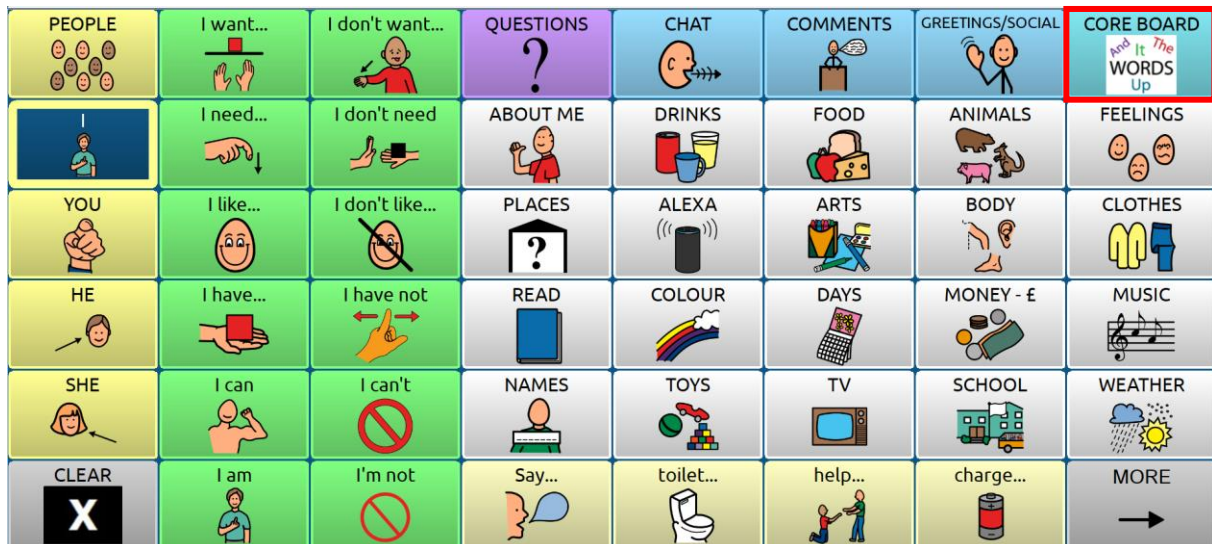 PEOPLE
I want...
I don't want...
QUESTIONS
?
CHAT
COMMENTS
GREETINGS/SOCIAL
CORE BOARD
And It The
WORDS
Up
I
I need...
I don't need
ABOUT ME
DRINKS
FOOD
ANIMALS
FEELINGS
YOU
I like...
I don't like...
PLACES
?
ALEXA
ARTS
BODY
CLOTHES
HE
I have...
I have not
READ
COLOUR
DAYS
MONEY - £
MUSIC
SHE
I can
I can't
NAMES
TOYS
TV
SCHOOL
WEATHER
CLEAR
X
I am
I'm not
Say...
toilet...
help...
charge...
MORE